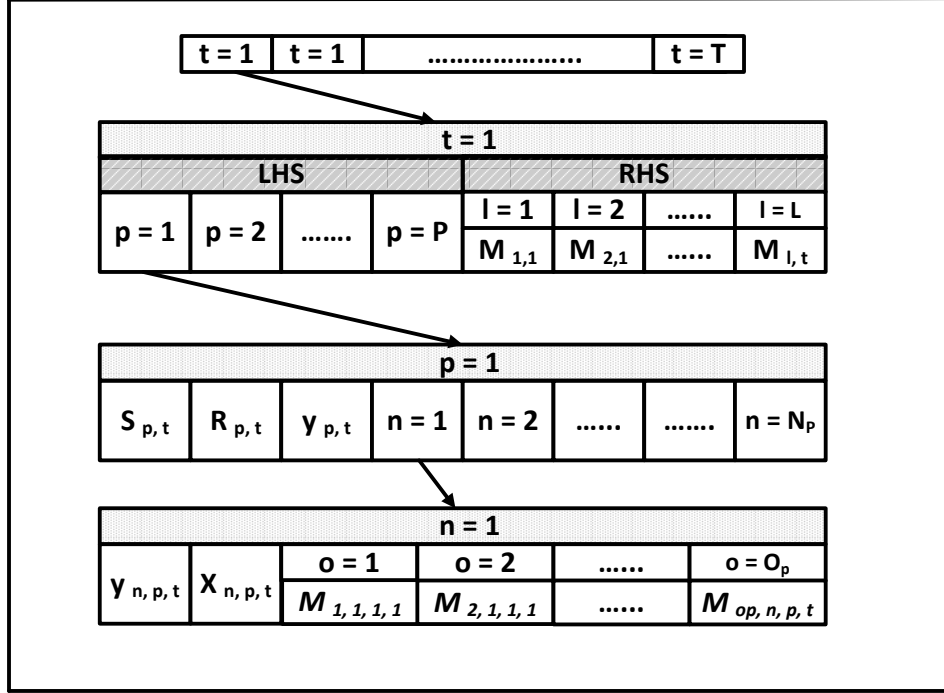 t = 1 t = 1 ........................ t = T
t = 1
LHS RHS
p = 1 p = 2 ....... p = P l = 1 l = 2 ...... l = L
M 1,1 M 2,1 ...... M l, t
p = 1
S p, t R p, t y p, t n = 1 n = 2 ...... ....... n = NP
n = 1
y n, p, t X n, p, t o = 1 o = 2 ...... o = Op
M 1, 1, 1, 1 M 2, 1, 1, 1 ...... M op, n, p, t